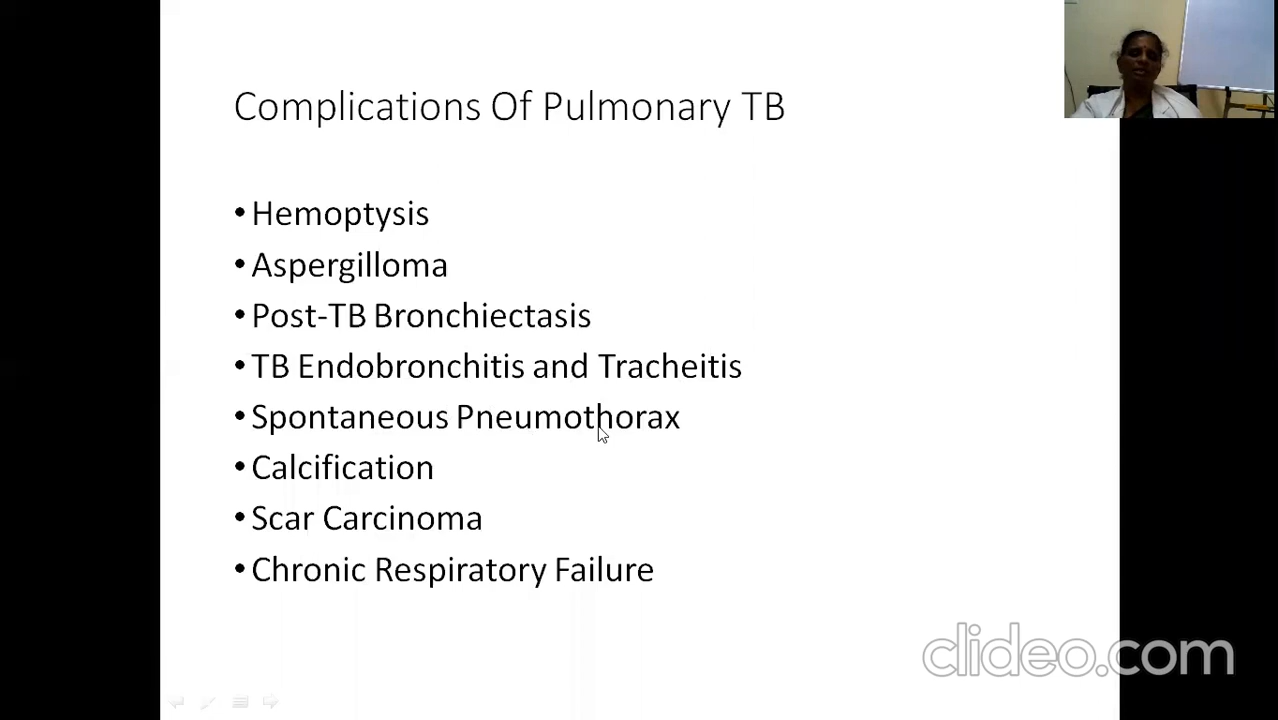 Complications Of Pulmonary TB
• Hemoptysis
• Aspergilloma
• Post-TB Bronchiectasis
• TB Endobronchitis and Tracheitis
• Spontaneous Pneumothorax
• Calcification
• Scar Carcinoma
• Chronic Respiratory Failure
clideo.com